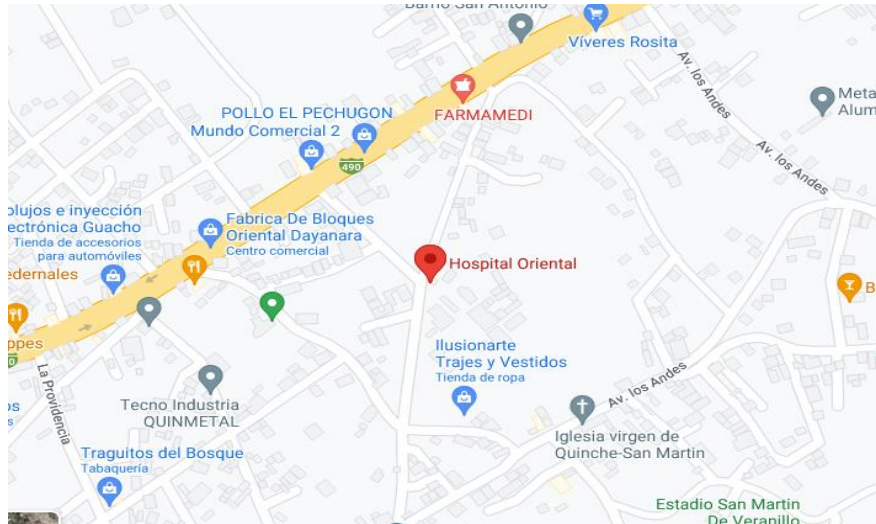 Barrio San Antonio
Víveres Rosita
Av. los Andes
Meta
Alum
FARMAMEDI
POLLO EL PECHUGON
Mundo Comercial 2
490
Av. los Andes
olujos e inyección
ectrónica Guacho
Tienda de accesorios
para automóviles
Fabrica De Bloques
Oriental Dayanara
Centro comercial
edernales
Hospital Oriental
B
ppes
0
La Providencia
Ilusionarte
Trajes y Vestidos
Tienda de ropa
Av. los Andes
os
s
Tecno Industria
QUINMETAL
Iglesia virgen de
Quinche-San Martin
Traguitos del Bosque
Tabaquería
Estadio San Martin
De Verapillo